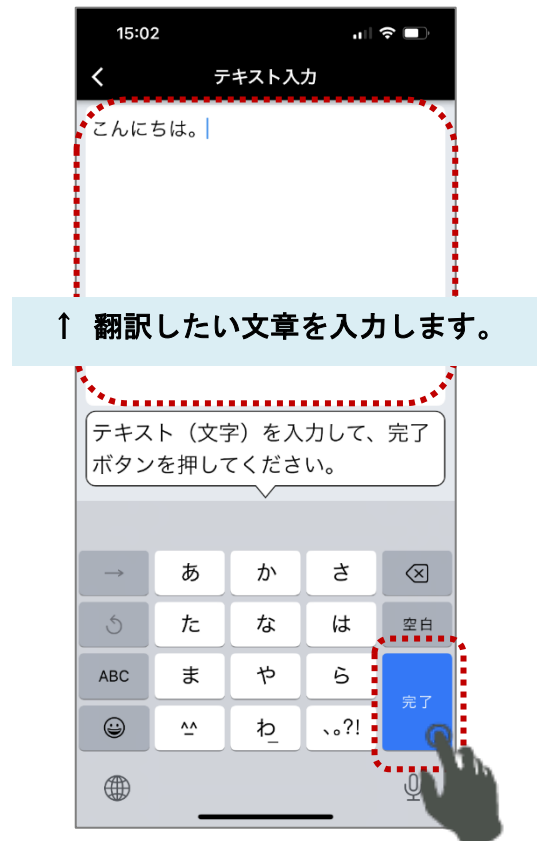 15:02
テキスト入力
こんにちは。
↑ 翻訳したい文章を入力します。
テキスト（文字）を入力して、完了
ボタンを押してください。
→ あ か さ
た な は 空白
ABC ま や ら
完了
^^ わ 、。?!